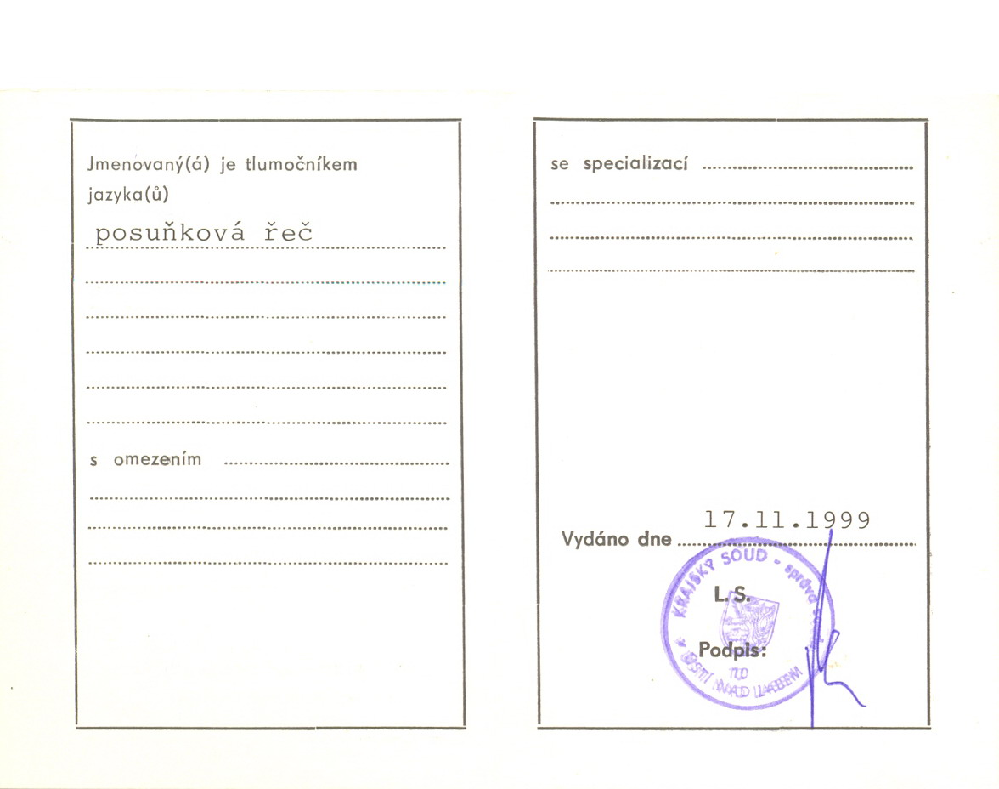 Jmenovaný(á) je tlumočníkem
jazyka(ů)
posuňková řeč
s omezením
se specializací
17.11.1999
Vydáno dne
KRAJSKÝ SOUD - správa
L. S.
Podpis:
ÚSTÍ NAD LABEM